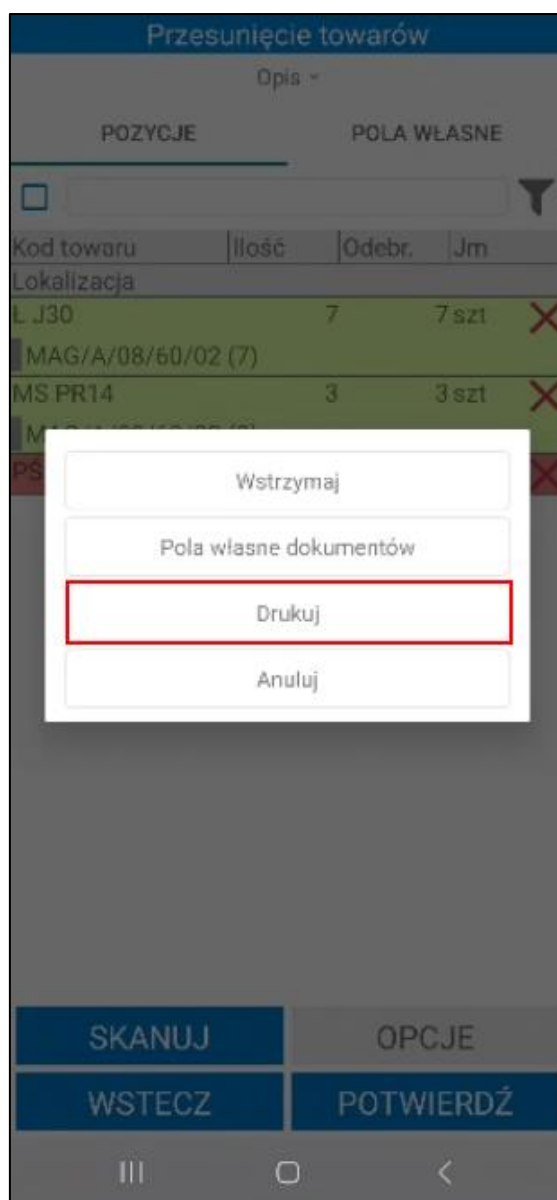 Przesunięcie towarów
Opis
POZYCJE POLA WŁASNE
Kod towaru Ilość Odebr. Jm
Lokalizacja
Ł J30 7 7 szt
MAG/A/08/60/02 (7)
MS PR14 3 3 szt
Wstrzymaj
Pola własne dokumentów
Drukuj
Anuluj
SKANUJ OPCJE
WSTECZ POTWIERDŹ